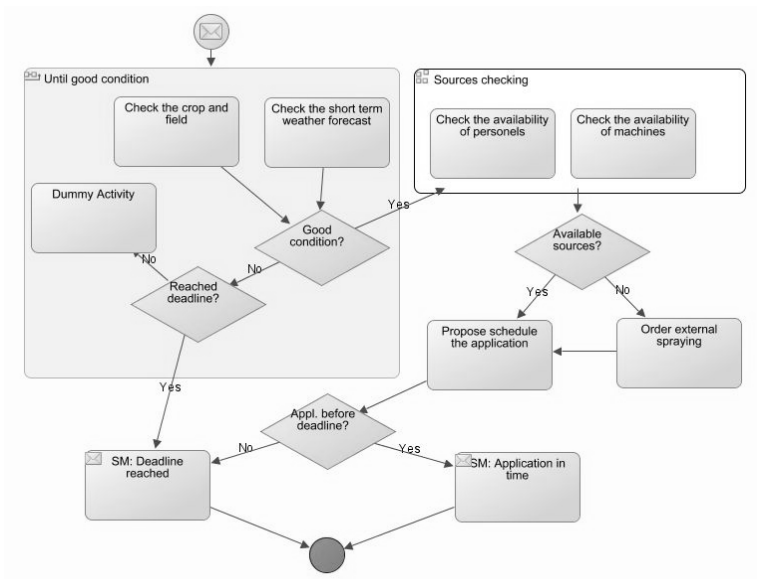 Until good condition
Sources checking
Check the crop and
field
Check the short term
weather forecast
Check the availability
of personels
Check the availability
of machines
Dummy Activity
Yes
Good
condition?
Available
sources?
No
No
Reached
deadline?
Yes
No
Propose schedule
the application
Order external
spraying
Yes
Appl. before
deadline?
No
Yes
SM: Deadline
reached
SM: Application in
time